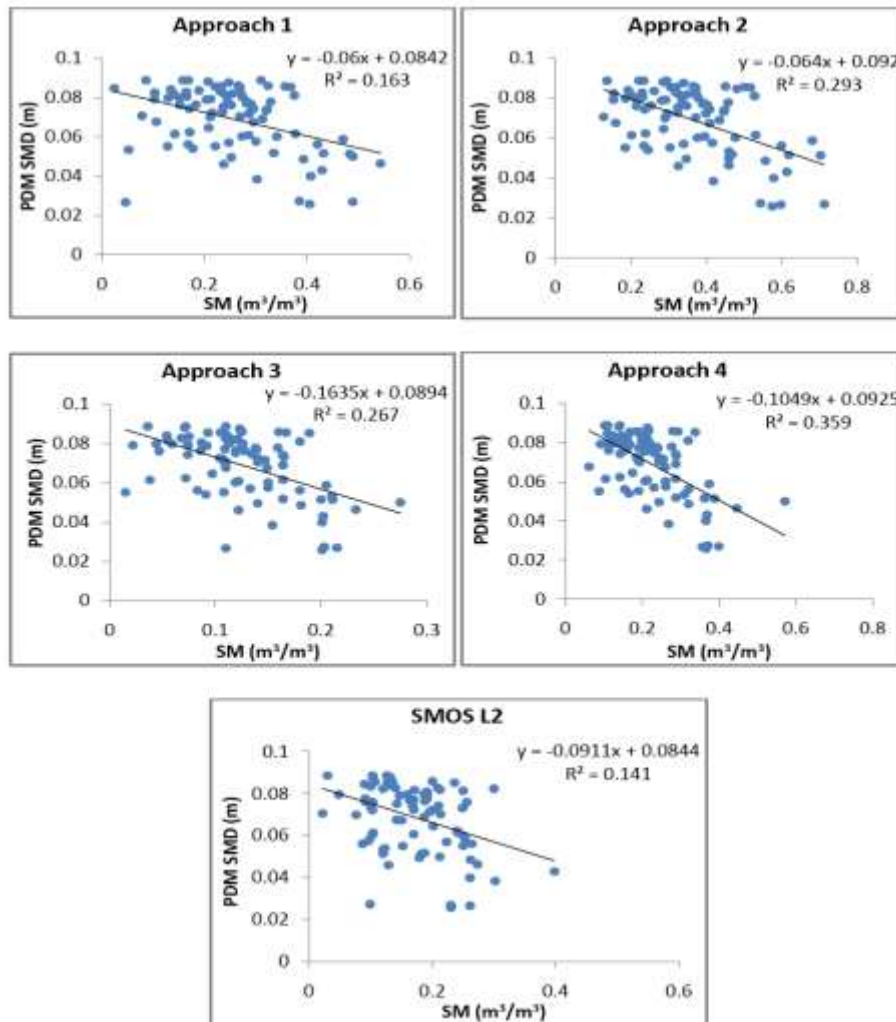 Approach 1
y = -0.06x + 0.0842
R² = 0.163
PDM SMD (m)
0.1
0.08
0.06
0.04
0.02
0
0
0.2
0.4
0.6
SM (m³/m³)
Approach 2
y = -0.064x + 0.092
R² = 0.293
PDM SMD (m)
0.1
0.08
0.06
0.04
0.02
0
0
0.2
0.4
0.6
0.8
SM (m³/m³)
Approach 3
y = -0.1635x + 0.0894
R² = 0.267
PDM SMD (m)
0.1
0.08
0.06
0.04
0.02
0
0
0.1
0.2
0.3
SM (m³/m³)
Approach 4
y = -0.1049x + 0.0925
R² = 0.359
PDM SMD (m)
0.1
0.08
0.06
0.04
0.02
0
0
0.2
0.4
0.6
0.8
SM (m³/m³)
SMOS L2
y = -0.0911x + 0.0844
R² = 0.141
PDM SMD (m)
0.1
0.08
0.06
0.04
0.02
0
0
0.2
0.4
0.6
SM (m³/m³)